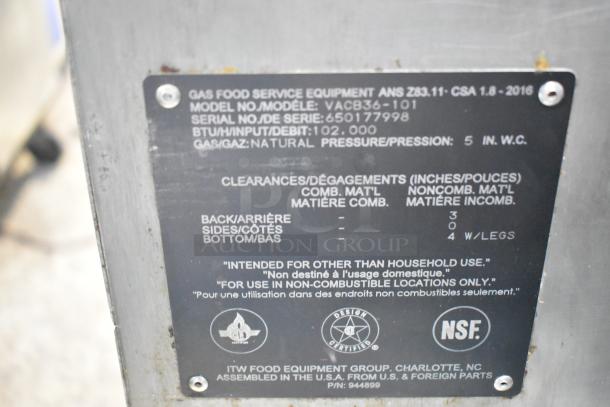 GAS FOOD SERVICE EQUIPMENT ANS Z83.11- CSA 1.8 - 2016
MODEL NO./MODÈLE: VACB36-101
SERIAL NO./DE SERIE: 650177998
BTU/H/INPUT/DEBIT: 102,000
GAS/GAZ: NATURAL PRESSURE/PRESSION: 5 IN. W.C.
CLEARANCES/DÉGAGEMENTS (INCHES/POUCES)
COMB. MAT'L NONCOMB. MAT'L
MATIÈRE COMB. MATIÈRE INCOMB.
BACK/ARRIÈRE - 3
SIDES/CÔTÉS - 0
BOTTOM/BAS - 4 W/LEGS
AUCTION GROUP
"INTENDED FOR OTHER THAN HOUSEHOLD USE."
"Non destiné à l'usage domestique."
"FOR USE IN NON-COMBUSTIBLE LOCATIONS ONLY."
"Pour une utilisation dans des endroits non combustibles seulement."
DESIGN CERTIFIED
NSF.
ITW FOOD EQUIPMENT GROUP. CHARLOTTE, NC
ASSEMBLED IN THE U.S.A. FROM U.S. & FOREIGN PARTS
P/N: 944899